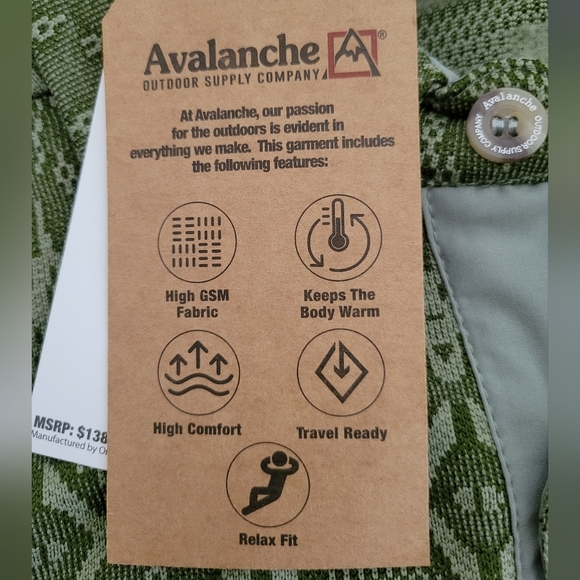 Avalanche®
OUTDOOR SUPPLY COMPANY
At Avalanche, our passion
for the outdoors is evident in
everything we make. This garment includes
the following features:
High GSM
Fabric
Keeps The
Body Warm
High Comfort
Travel Ready
Relax Fit
MSRP: $138
Manufactured by
Avalanche
OUTDOOR SUPPLY COMPANY